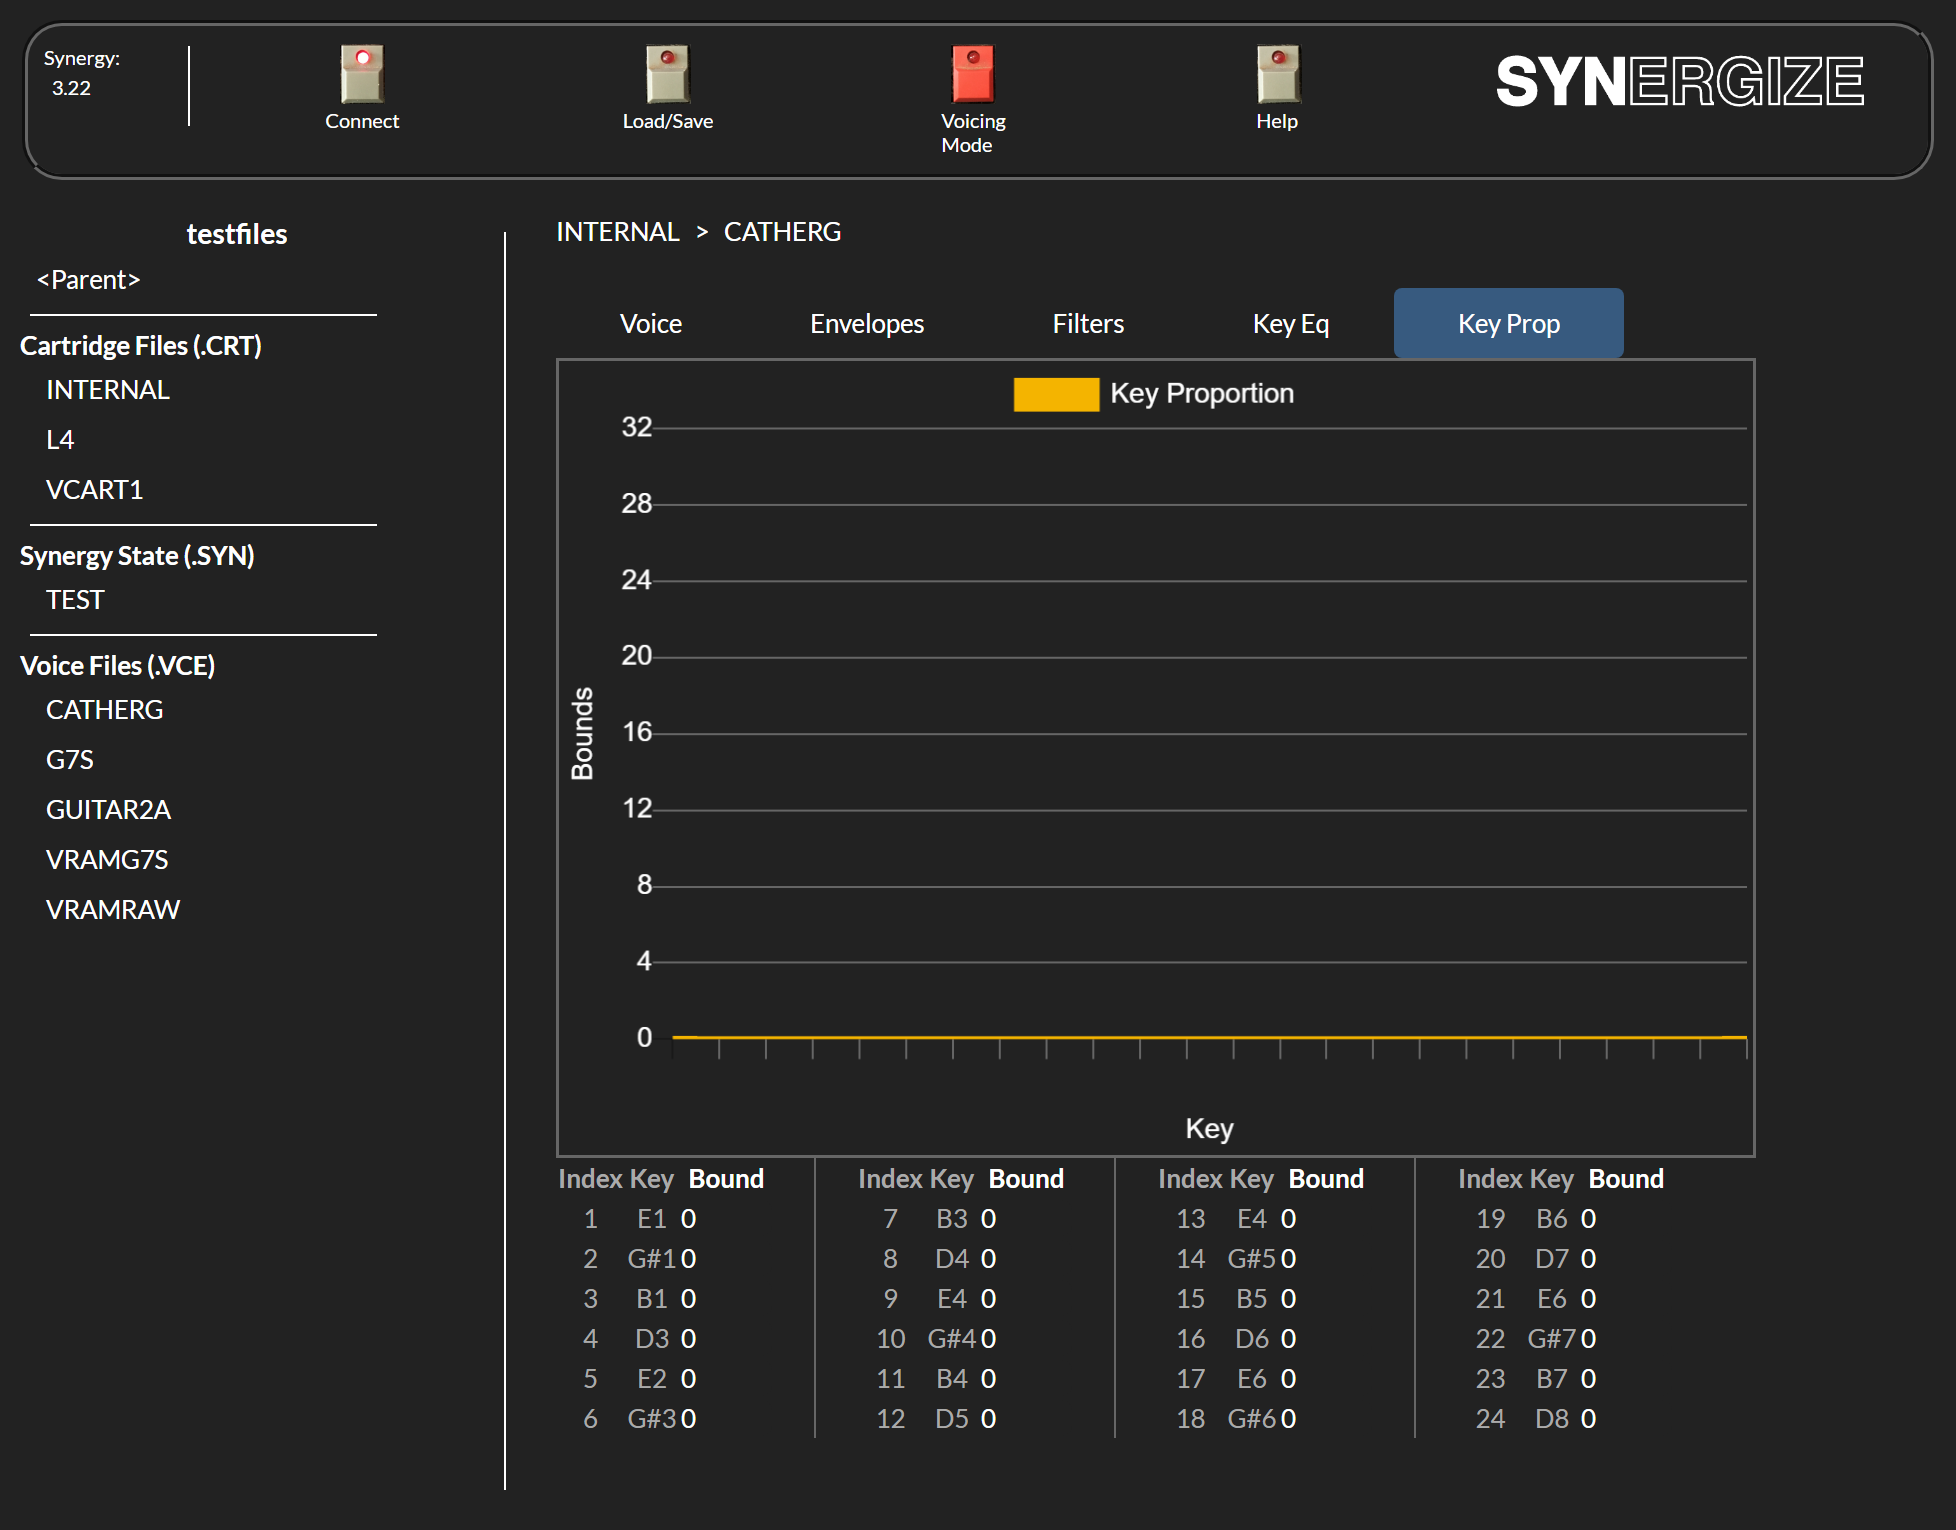 Synergy:
3.22
Connect
Load/Save
Voicing
Mode
Help
SYNERGIZE
testfiles
<Parent>
Cartridge Files (.CRT)
INTERNAL
L4
VCART1
Synergy State (.SYN)
TEST
Voice Files (.VCE)
CATHERG
G7S
GUITAR2A
VRAMG7S
VRAMRAW
INTERNAL > CATHERG
Voice Envelopes Filters Key Eq Key Prop
Key Proportion
32
28
24
20
16
12
8
4
0
Bounds
Key
Index Key Bound
1 E1 0
2 G#1 0
3 B1 0
4 D3 0
5 E2 0
6 G#3 0
Index Key Bound
7 B3 0
8 D4 0
9 E4 0
10 G#4 0
11 B4 0
12 D5 0
Index Key Bound
13 E4 0
14 G#5 0
15 B5 0
16 D6 0
17 E6 0
18 G#6 0
Index Key Bound
19 B6 0
20 D7 0
21 E6 0
22 G#7 0
23 B7 0
24 D8 0